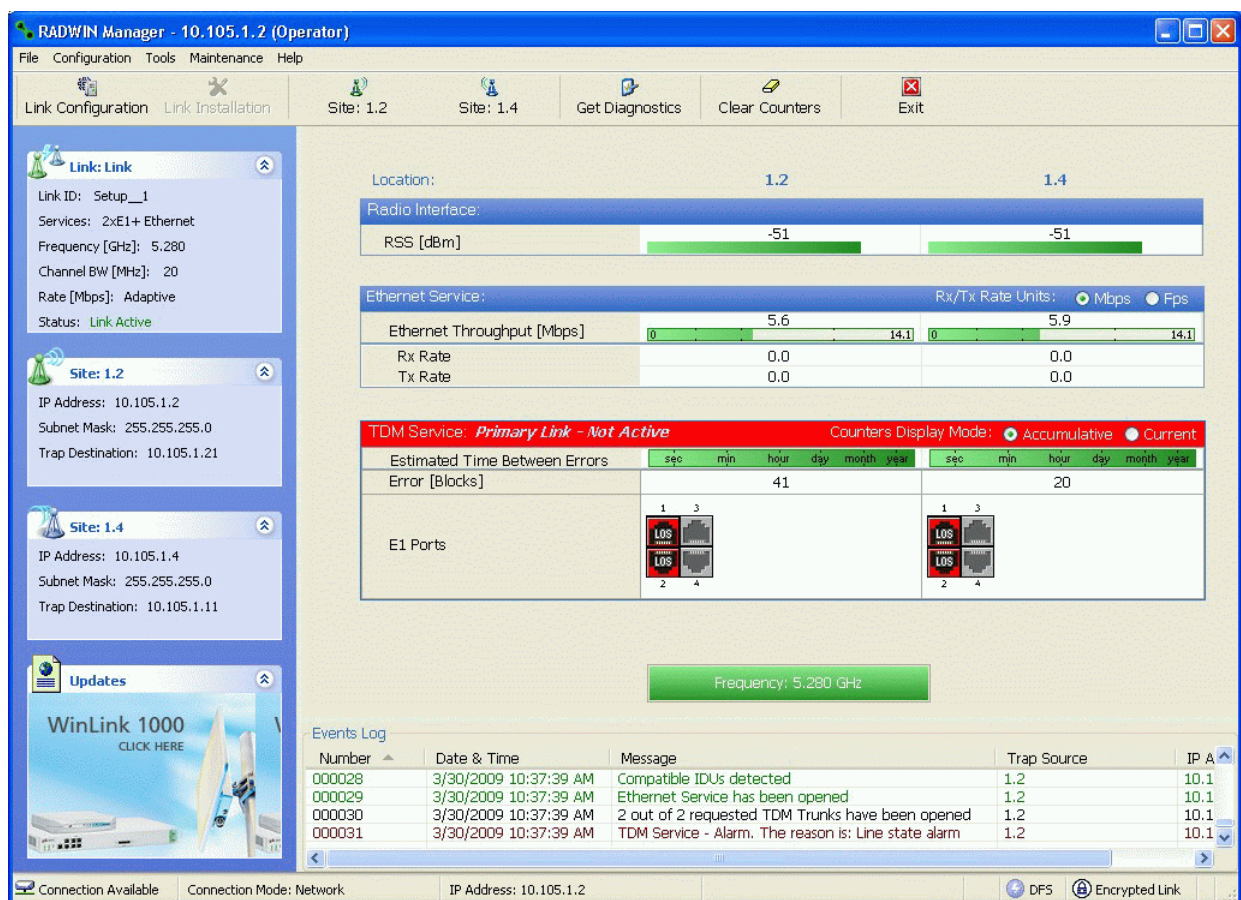 RADWIN Manager - 10.105.1.2 (Operator)
File Configuration Tools Maintenance Help
Link Configuration Link Installation Site: 1.2 Site: 1.4 Get Diagnostics Clear Counters Exit
Link: Link
Link ID: Setup__1
Services: 2xE1+ Ethernet
Frequency [GHz]: 5.280
Channel BW [MHz]: 20
Rate [Mbps]: Adaptive
Status: Link Active
Site: 1.2
IP Address: 10.105.1.2
Subnet Mask: 255.255.255.0
Trap Destination: 10.105.1.21
Site: 1.4
IP Address: 10.105.1.4
Subnet Mask: 255.255.255.0
Trap Destination: 10.105.1.11
Updates
WinLink 1000
CLICK HERE
Location: 1.2 1.4
Radio Interface:
RSS [dBm] -51 -51
Ethernet Service: Rx/Tx Rate Units: Mbps Fps
Ethernet Throughput [Mbps] 5.6 5.9
0 14.1 0 14.1
Rx Rate 0.0 0.0
Tx Rate 0.0 0.0
TDM Service: Primary Link - Not Active Counters Display Mode: Accumulative Current
Estimated Time Between Errors sec min hour day month year sec min hour day month year
Error [Blocks] 41 20
1 3 1 3
LOS LOS
E1 Ports
LOS LOS
2 4 2 4
Frequency: 5.280 GHz
Events Log
Number Date & Time Message Trap Source IP A
000028 3/30/2009 10:37:39 AM Compatible IDUs detected 1.2 10.1
000029 3/30/2009 10:37:39 AM Ethernet Service has been opened 1.2 10.1
000030 3/30/2009 10:37:39 AM 2 out of 2 requested TDM Trunks have been opened 1.2 10.1
000031 3/30/2009 10:37:39 AM TDM Service - Alarm. The reason is: Line state alarm 1.2 10.1
Connection Available Connection Mode: Network IP Address: 10.105.1.2 DFS Encrypted Link